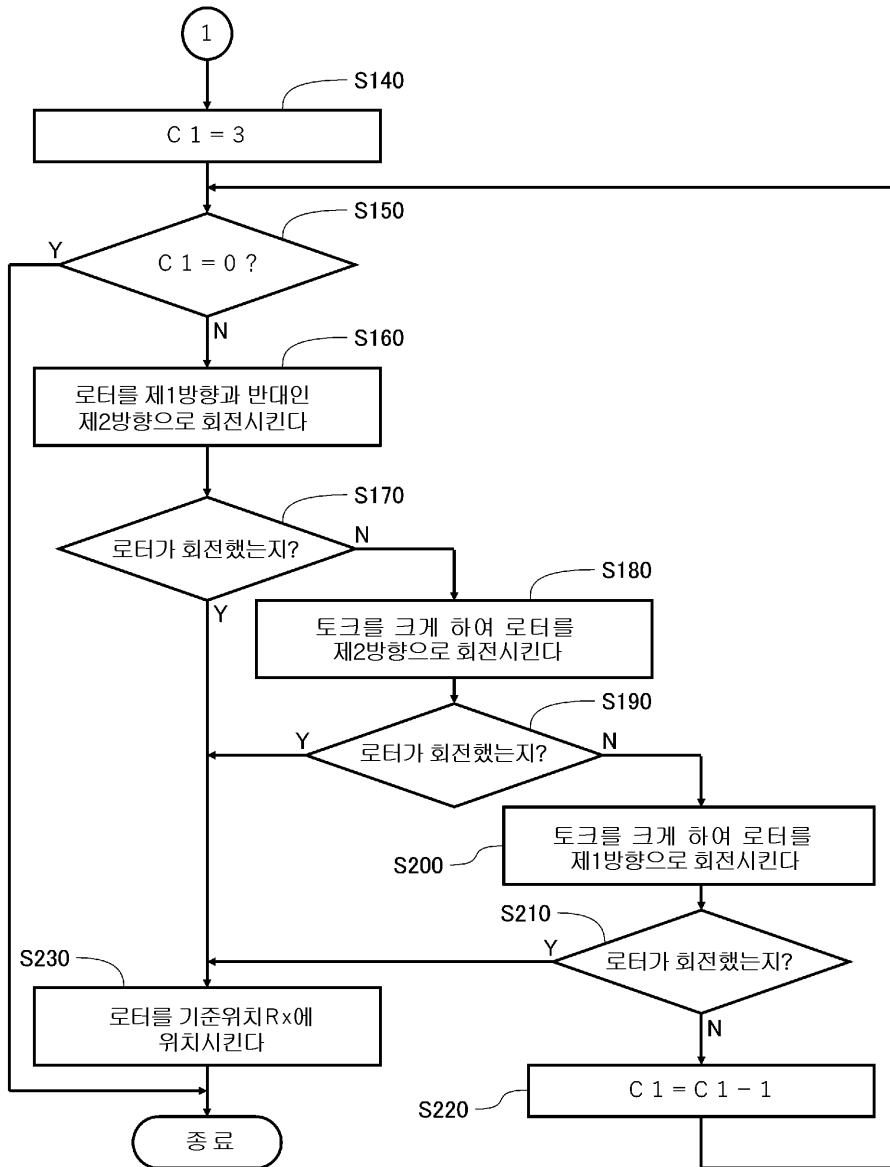 1
S140
C 1 = 3
S150
Y
C 1 = 0 ?
N
S160
로터를 제1방향과 반대인
제2방향으로 회전시킨다
S170
로터가 회전했는지?
N
Y
S180
토크를 크게 하여 로터를
제2방향으로 회전시킨다
S190
Y
로터가 회전했는지?
N
S200
토크를 크게 하여 로터를
제1방향으로 회전시킨다
S210
Y
로터가 회전했는지?
N
S230
로터를 기준위치Rx에
위치시킨다
S220
C 1 = C 1 - 1
종료